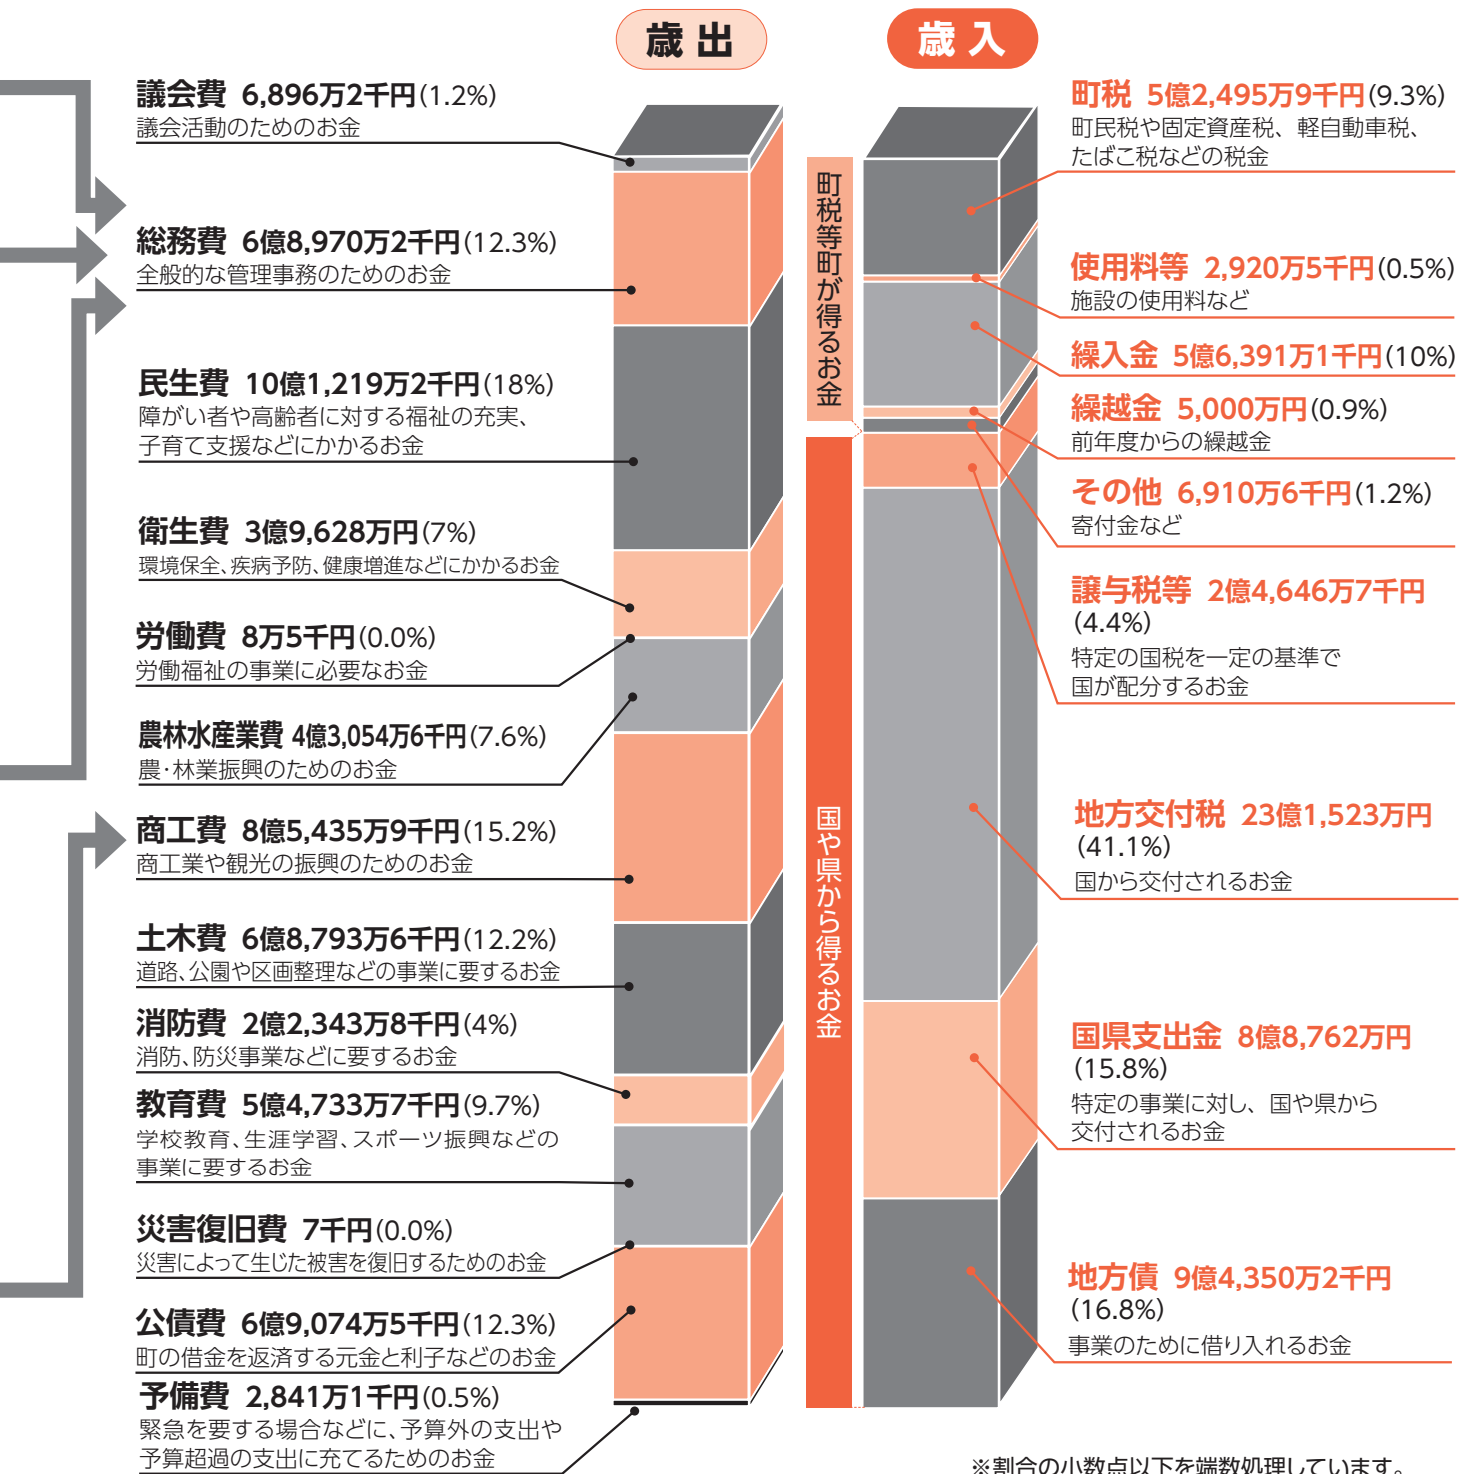 歳出
議会費 6,896万2千円(1.2%)
議会活動のためのお金
総務費 6億8,970万2千円(12.3%)
全般的な管理事務のためのお金
民生費 10億1,219万2千円(18%)
障がい者や高齢者に対する福祉の充実、
子育て支援などにかかるお金
衛生費 3億9,628万円(7%)
環境保全、疾病予防、健康増進などにかかるお金
労働費 8万5千円(0.0%)
労働福祉の事業に必要なお金
農林水産業費 4億3,054万6千円(7.6%)
農・林業振興のためのお金
商工費 8億5,435万9千円(15.2%)
商工業や観光の振興のためのお金
土木費 6億8,793万6千円(12.2%)
道路、公園や区画整理などの事業に要するお金
消防費 2億2,343万8千円(4%)
消防、防災事業などに要するお金
教育費 5億4,733万7千円(9.7%)
学校教育、生涯学習、スポーツ振興などの
事業に要するお金
災害復旧費 7千円(0.0%)
災害によって生じた被害を復旧するためのお金
公債費 6億9,074万5千円(12.3%)
町の借金を返済する元金と利子などのお金
予備費 2,841万1千円(0.5%)
緊急を要する場合などに、予算外の支出や
予算超過の支出に充てるためのお金
歳入
町税等町が得るお金
町税 5億2,495万9千円(9.3%)
町民税や固定資産税、軽自動車税、
たばこ税などの税金
使用料等 2,920万5千円(0.5%)
施設の使用料など
繰入金 5億6,391万1千円(10%)
繰越金 5,000万円(0.9%)
前年度からの繰越金
その他 6,910万6千円(1.2%)
寄付金など
国や県から得るお金
譲与税等 2億4,646万7千円
(4.4%)
特定の国税を一定の基準で
国が配分するお金
地方交付税 23億1,523万円
(41.1%)
国から交付されるお金
国県支出金 8億8,762万円
(15.8%)
特定の事業に対し、国や県から
交付されるお金
地方債 9億4,350万2千円
(16.8%)
事業のために借り入れるお金
※割合の小数点以下を端数処理しています。